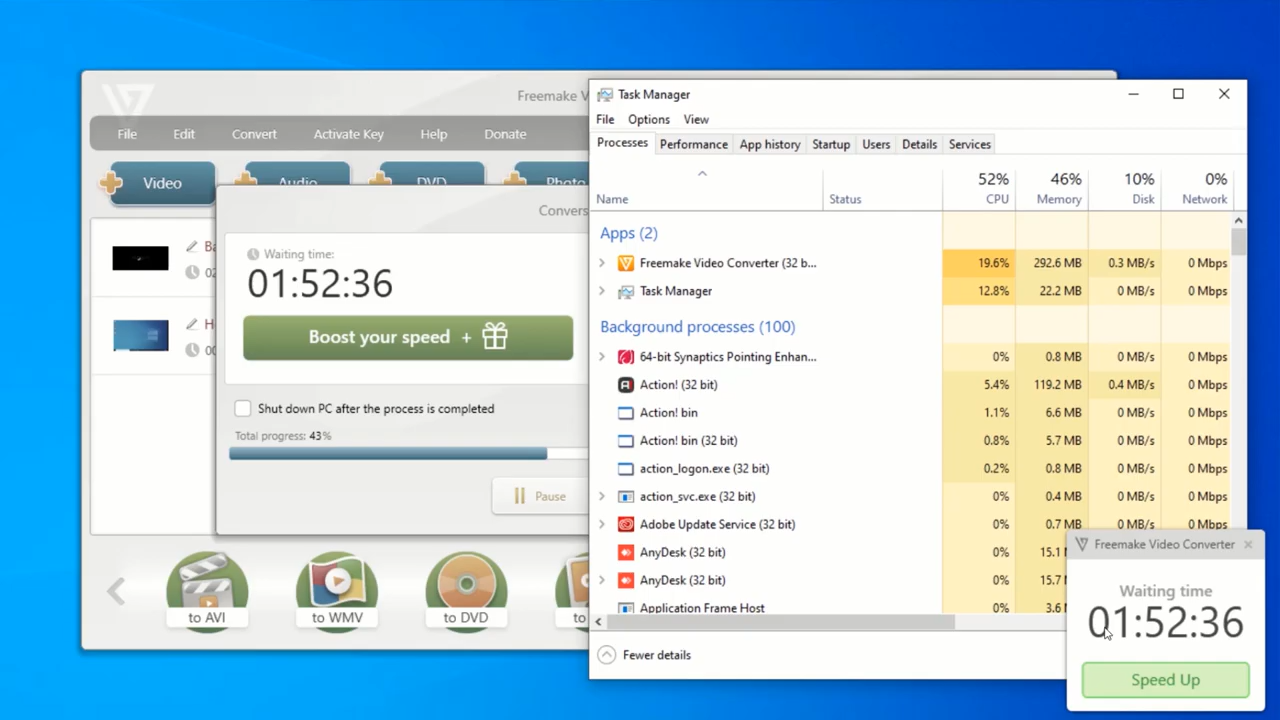 Freemake V
File Edit Convert Activate Key Help Donate
Video Audio DVD Photo
Ba
02
H
00
Convers
Waiting time:
01:52:36
Boost your speed +
Shut down PC after the process is completed
Total progress: 43%
Pause
to AVI to WMV to DVD to
Task Manager
File Options View
Processes Performance App history Startup Users Details Services
52% 46% 10% 0%
Name Status CPU Memory Disk Network
Apps (2)
Freemake Video Converter (32 b... 19.6% 292.6 MB 0.3 MB/s 0 Mbps
Task Manager 12.8% 22.2 MB 0 MB/s 0 Mbps
Background processes (100)
64-bit Synaptics Pointing Enhan... 0% 0.8 MB 0 MB/s 0 Mbps
Action! (32 bit) 5.4% 119.2 MB 0.4 MB/s 0 Mbps
Action! bin 1.1% 6.6 MB 0 MB/s 0 Mbps
Action! bin (32 bit) 0.8% 5.7 MB 0 MB/s 0 Mbps
action_logon.exe (32 bit) 0.2% 0.8 MB 0 MB/s 0 Mbps
action_svc.exe (32 bit) 0% 0.4 MB 0 MB/s 0 Mbps
Adobe Update Service (32 bit) 0% 0.7 MB 0 MB/s 0 Mbps
AnyDesk (32 bit) 0% 15.1
AnyDesk (32 bit) 0% 15.7
Application Frame Host 0% 3.6
Fewer details
Freemake Video Converter
Waiting time
01:52:36
Speed Up